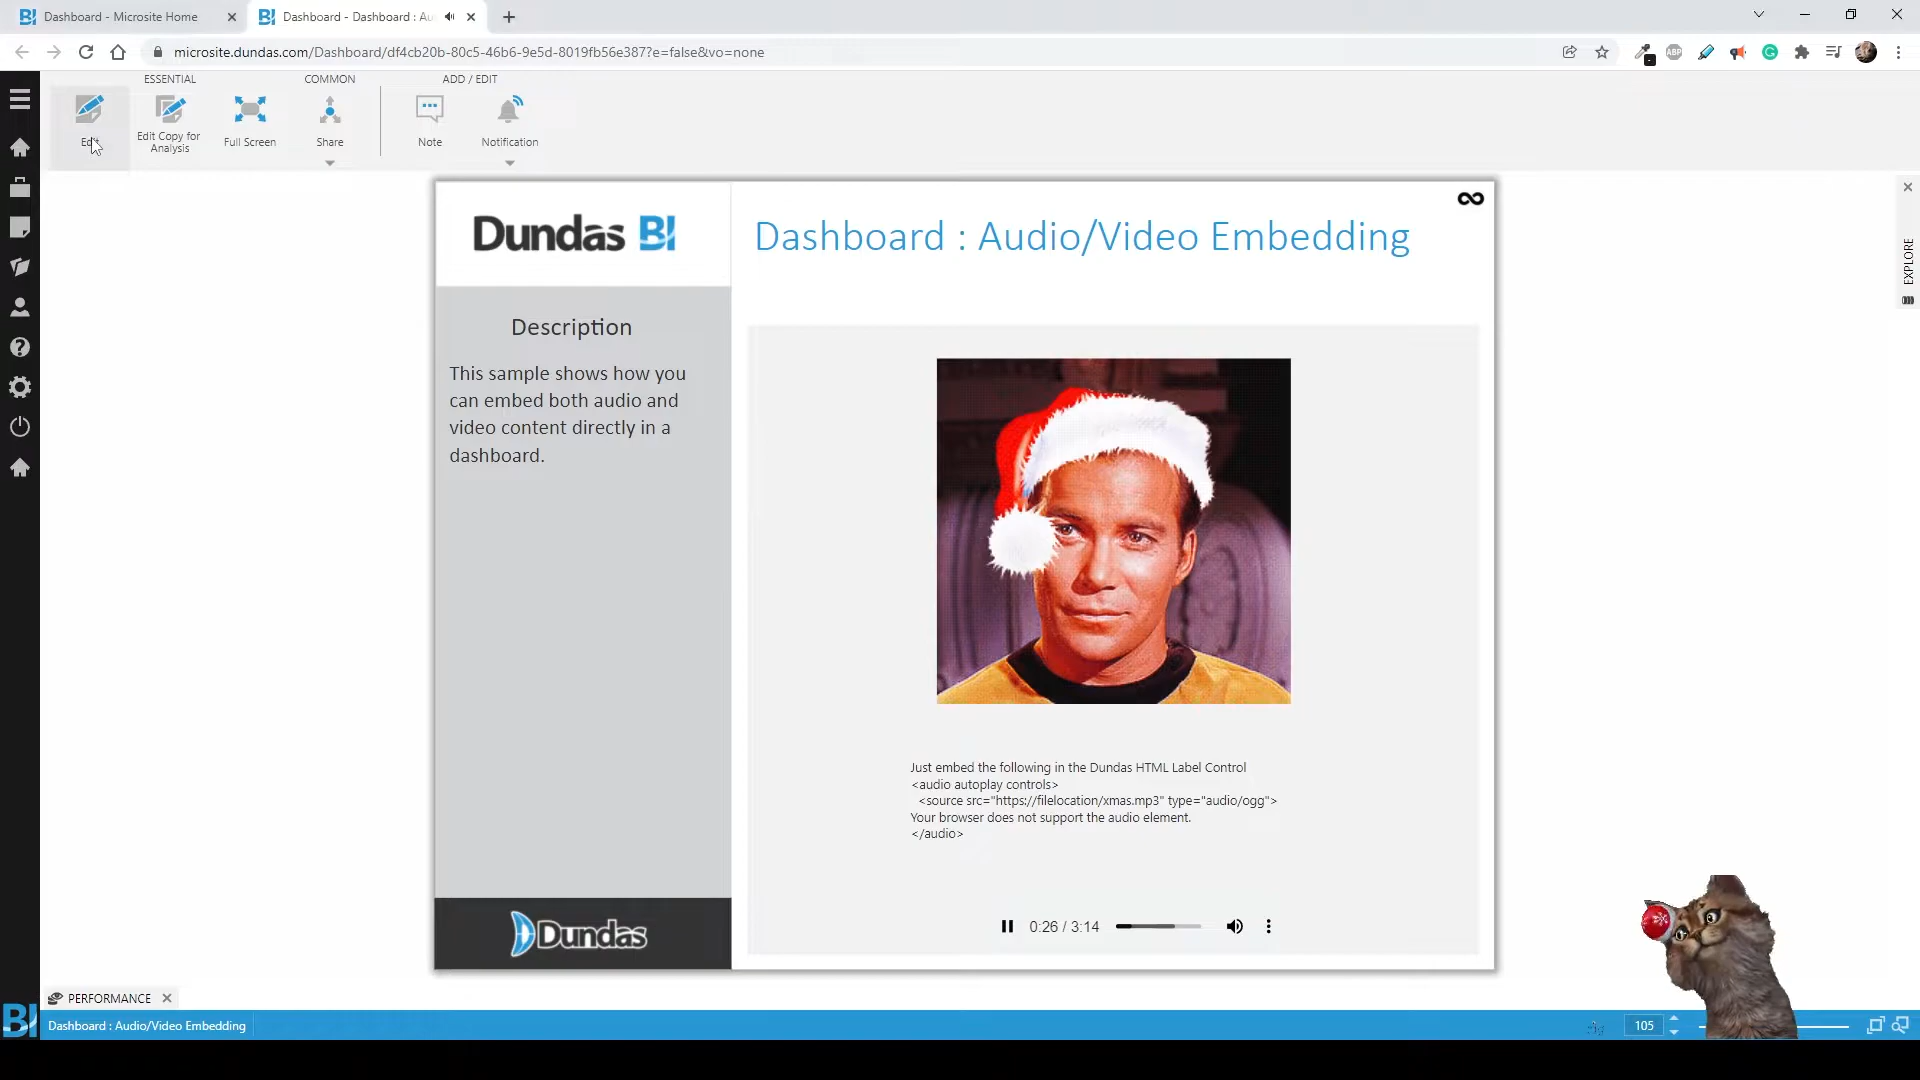 Dashboard - Microsite Home
Dashboard - Dashboard : Au
microsite.dundas.com/Dashboard/df4cb20b-80c5-46b6-9e5d-8019fb56e387?e=false&vo=none
ABP
ESSENTIAL
COMMON
ADD / EDIT
Edit
Edit Copy for
Analysis
Full Screen
Share
Note
Notification
EXPLORE
Dundas BI
Dashboard : Audio/Video Embedding
Description
This sample shows how you
can embed both audio and
video content directly in a
dashboard.
Just embed the following in the Dundas HTML Label Control
<audio autoplay controls>
<source src="https://filelocation/xmas.mp3" type="audio/ogg">
Your browser does not support the audio element.
</audio>
0:26 / 3:14
Dundas
PERFORMANCE
BI
Dashboard : Audio/Video Embedding
105